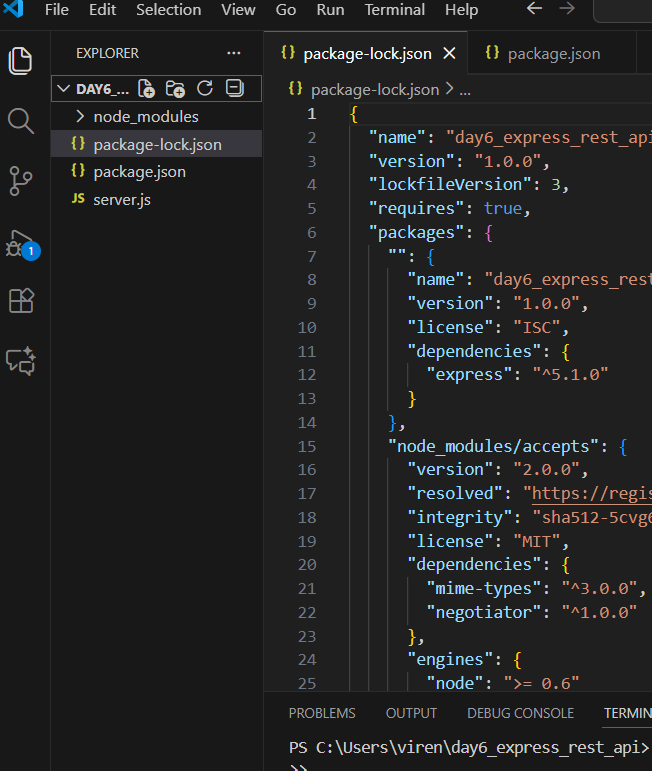 File Edit Selection View Go Run Terminal Help
EXPLORER
DAY6_...
node_modules
{} package-lock.json
{} package.json
JS server.js
1
{} package-lock.json
{} package.json
{} package-lock.json > ...
1 {
2 "name": "day6_express_rest_api
3 "version": "1.0.0",
4 "lockfileVersion": 3,
5 "requires": true,
6 "packages": {
7 "": {
8 "name": "day6_express_rest
9 "version": "1.0.0",
10 "license": "ISC",
11 "dependencies": {
12 "express": "^5.1.0"
13 }
14 },
15 "node_modules/accepts": {
16 "version": "2.0.0",
17 "resolved": "https://regis
18 "integrity": "sha512-5cvg6
19 "license": "MIT",
20 "dependencies": {
21 "mime-types": "^3.0.0",
22 "negotiator": "^1.0.0"
23 },
24 "engines": {
25 "node": ">= 0.6"
PROBLEMS OUTPUT DEBUG CONSOLE TERMIN
PS C:\Users\viren\day6_express_rest_api>
>>